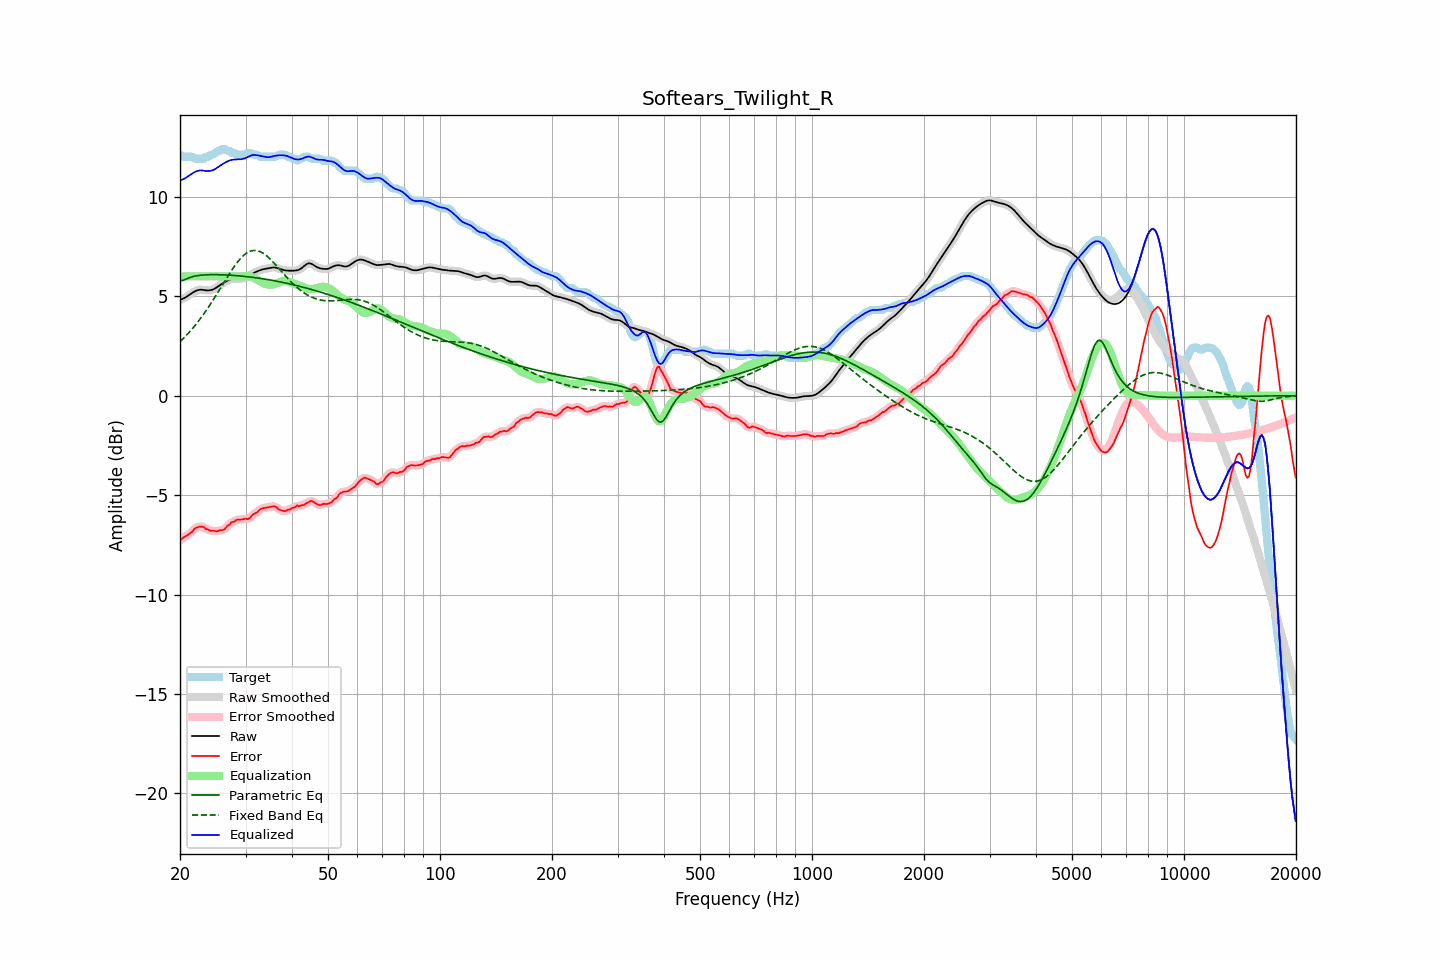 Softears_Twilight_R
Amplitude (dBr)
10
5
0
−5
−10
−15
−20
Target
Raw Smoothed
Error Smoothed
Raw
Error
Equalization
Parametric Eq
Fixed Band Eq
Equalized
20 50 100 200 500 1000 2000 5000 10000 20000
Frequency (Hz)